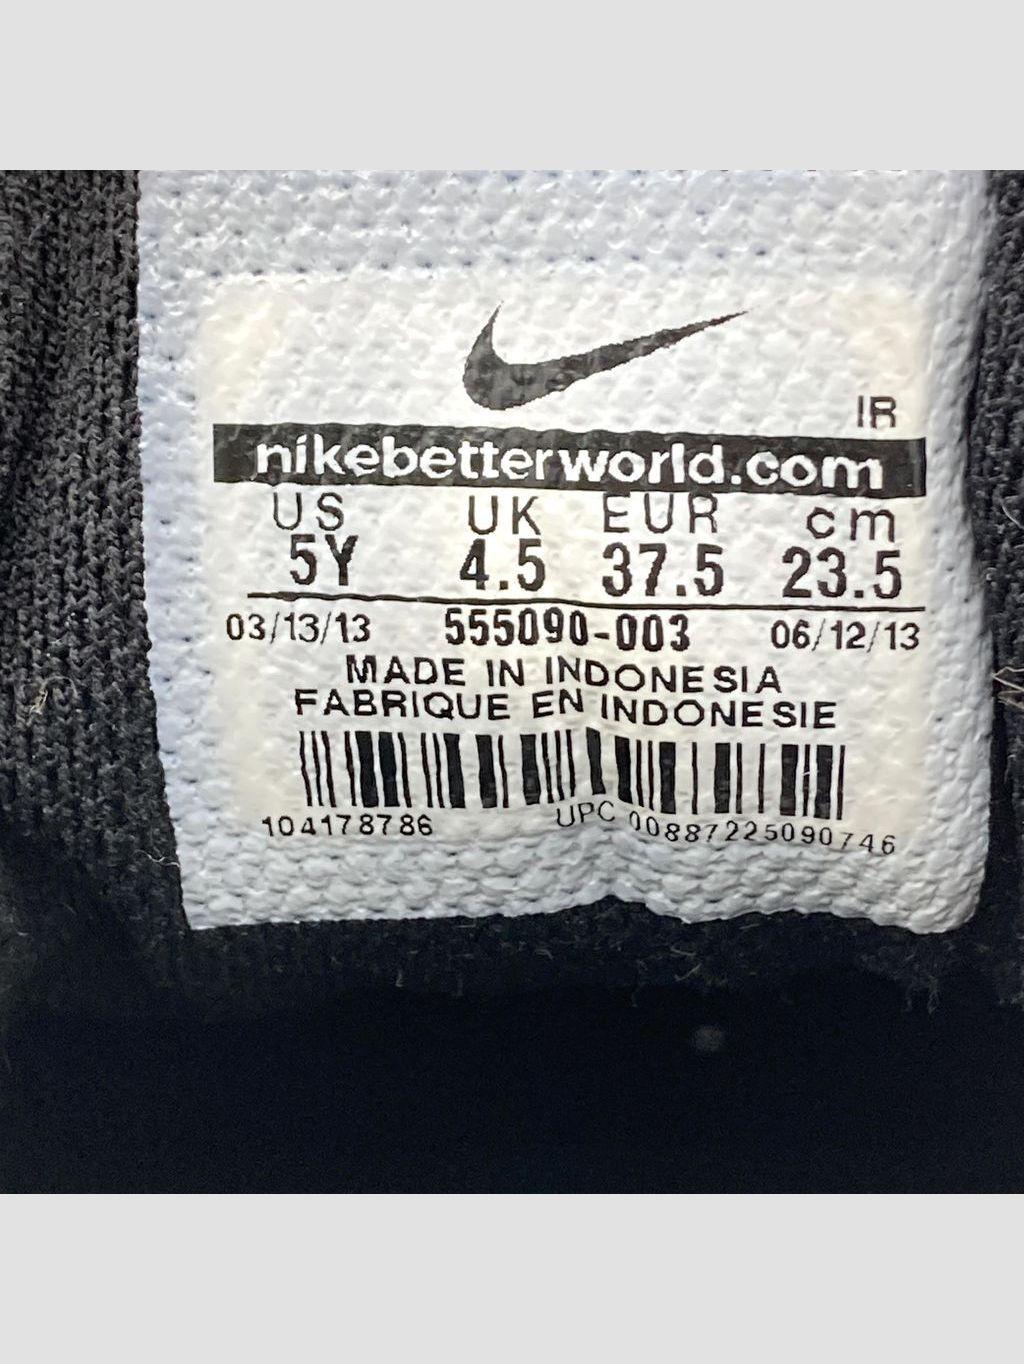 IR
nikebetterworld.com
US UK EUR cm
5Y 4.5 37.5 23.5
03/13/13 555090-003 06/12/13
MADE IN INDONESIA
FABRIQUE EN INDONESIE
104178786 UPC 00887225090746